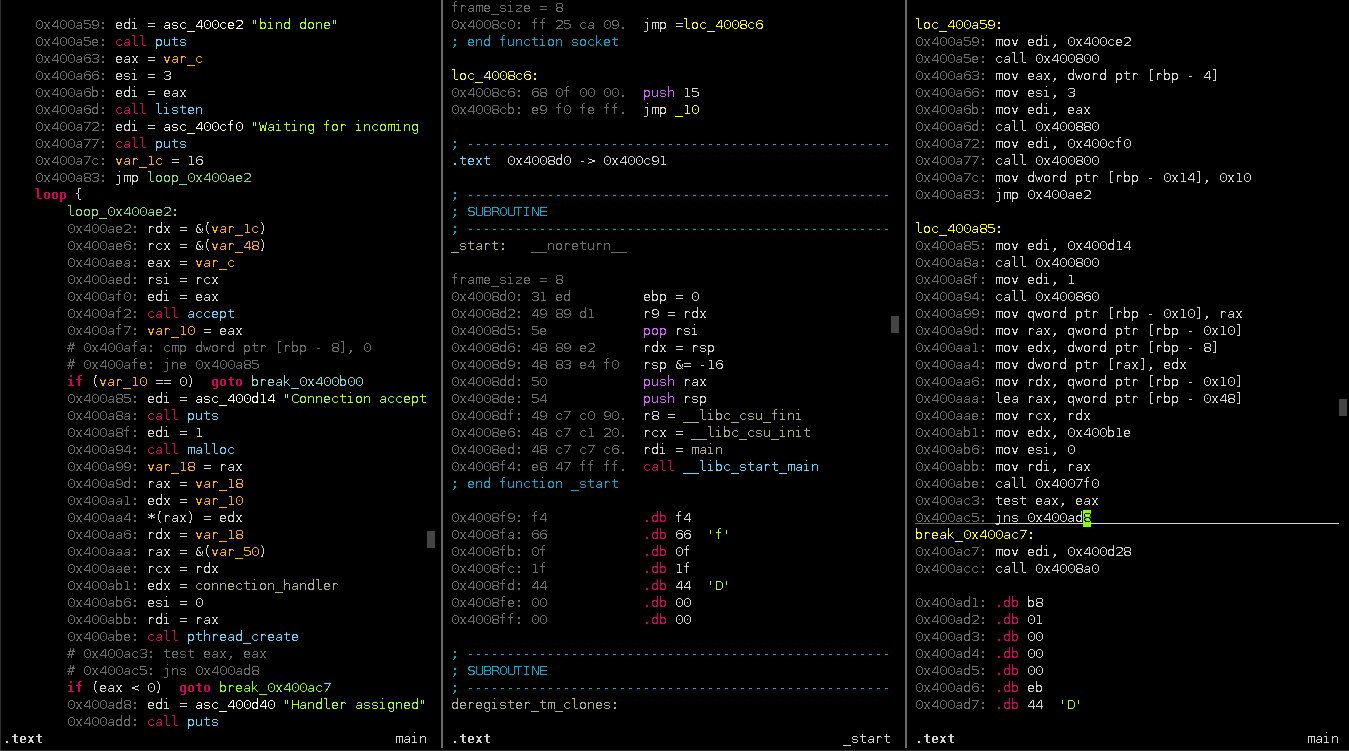 0x400a59: edi = asc_400ce2 "bind done"
0x400a5e: call puts
0x400a63: eax = var_c
0x400a66: esi = 3
0x400a6b: edi = eax
0x400a6d: call listen
0x400a72: edi = asc_400cf0 "Waiting for incoming
0x400a77: call puts
0x400a7c: var_1c = 16
0x400a83: jmp loop_0x400ae2
loop {
loop_0x400ae2:
0x400ae2: rdx = &(var_1c)
0x400ae6: rcx = &(var_48)
0x400aea: eax = var_c
0x400aed: rsi = rcx
0x400af0: edi = eax
0x400af2: call accept
0x400af7: var_10 = eax
# 0x400afa: cmp dword ptr [rbp - 8], 0
# 0x400afe: jne 0x400a85
if (var_10 == 0)  goto break_0x400b00
0x400a85: edi = asc_400d14 "Connection accept
0x400a8a: call puts
0x400a8f: edi = 1
0x400a94: call malloc
0x400a99: var_18 = rax
0x400a9d: rax = var_18
0x400aa1: edx = var_10
0x400aa4: *(rax) = edx
0x400aa6: rdx = var_18
0x400aaa: rax = &(var_50)
0x400aae: rcx = rdx
0x400ab1: edx = connection_handler
0x400ab6: esi = 0
0x400abb: rdi = rax
0x400abe: call pthread_create
# 0x400ac3: test eax, eax
# 0x400ac5: jns 0x400ad8
if (eax < 0)  goto break_0x400ac7
0x400ad8: edi = asc_400d40 "Handler assigned"
0x400add: call puts
.text main
frame_size = 8
0x4008c0: ff 25 ca 09.  jmp =loc_4008c6
; end function socket
loc_4008c6:
0x4008c6: 68 0f 00 00.  push 15
0x4008cb: e9 f0 fe ff.  jmp _10
; -----------------------------------------------------
.text  0x4008d0 -> 0x400c91
; -----------------------------------------------------
; SUBROUTINE
; -----------------------------------------------------
_start:   __noreturn__
frame_size = 8
0x4008d0: 31 ed ebp = 0
0x4008d2: 49 89 d1 r9 = rdx
0x4008d5: 5e pop rsi
0x4008d6: 48 89 e2 rdx = rsp
0x4008d9: 48 83 e4 f0 rsp &= -16
0x4008dd: 50 push rax
0x4008de: 54 push rsp
0x4008df: 49 c7 c0 90.  r8 = __libc_csu_fini
0x4008e6: 48 c7 c1 20.  rcx = __libc_csu_init
0x4008ed: 48 c7 c7 c6.  rdi = main
0x4008f4: e8 47 ff ff.  call __libc_start_main
; end function _start
0x4008f9: f4 .db f4
0x4008fa: 66 .db 66  'f'
0x4008fb: 0f .db 0f
0x4008fc: 1f .db 1f
0x4008fd: 44 .db 44  'D'
0x4008fe: 00 .db 00
0x4008ff: 00 .db 00
; -----------------------------------------------------
; SUBROUTINE
; -----------------------------------------------------
deregister_tm_clones:
.text _start
loc_400a59:
0x400a59: mov edi, 0x400ce2
0x400a5e: call 0x400800
0x400a63: mov eax, dword ptr [rbp - 4]
0x400a66: mov esi, 3
0x400a6b: mov edi, eax
0x400a6d: call 0x400880
0x400a72: mov edi, 0x400cf0
0x400a77: call 0x400800
0x400a7c: mov dword ptr [rbp - 0x14], 0x10
0x400a83: jmp 0x400ae2
loc_400a85:
0x400a85: mov edi, 0x400d14
0x400a8a: call 0x400800
0x400a8f: mov edi, 1
0x400a94: call 0x400860
0x400a99: mov qword ptr [rbp - 0x10], rax
0x400a9d: mov rax, qword ptr [rbp - 0x10]
0x400aa1: mov edx, dword ptr [rbp - 8]
0x400aa4: mov dword ptr [rax], edx
0x400aa6: mov rdx, qword ptr [rbp - 0x10]
0x400aaa: lea rax, qword ptr [rbp - 0x48]
0x400aae: mov rcx, rdx
0x400ab1: mov edx, 0x400b1e
0x400ab6: mov esi, 0
0x400abb: mov rdi, rax
0x400abe: call 0x4007f0
0x400ac3: test eax, eax
0x400ac5: jns 0x400ad8
break_0x400ac7:
0x400ac7: mov edi, 0x400d28
0x400acc: call 0x4008a0
0x400ad1: .db b8
0x400ad2: .db 01
0x400ad3: .db 00
0x400ad4: .db 00
0x400ad5: .db 00
0x400ad6: .db eb
0x400ad7: .db 44  'D'
.text main